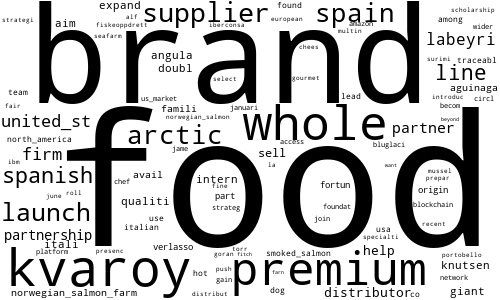 strategi expand alf found european scholarship
aim fiskeoppdrett supplier iberconsa spain amazon among widel
seafarm multin labeyri
brand
angula chees surimi traceabl
doubl select gourmet line
team us_market januari lead aguinaga
fair famili norwegian_salmon introduc circl
united_st whole becom
north_america arctic access partner beyond
firm jame sell bluglaci
ibm la want
food
spanish chef avail intern fortun mussel
june roll fine prepar
qualiti part origin
launch use strateg foundat blockchain
italian join usa recent
partnership specialti
itali verlasso torr smoked_salmon help portobello
platform presenc goran fitch knutsen
kvaroy hot push premium network
gain farm
norwegian_salmon_farm distribut dog distributor co giant